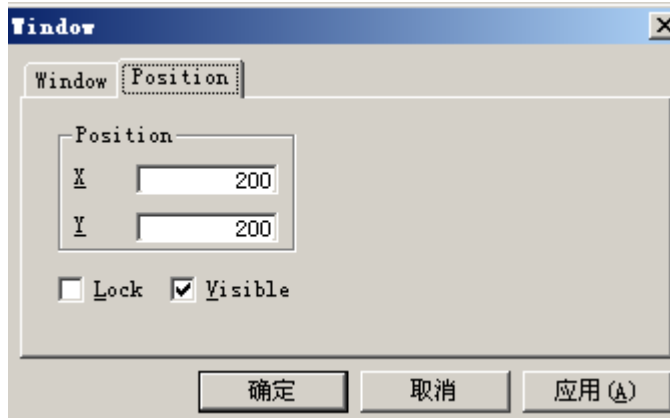 Window
Window Position
Position
X 200
Y 200
Lock Visible
确定 取消 应用(A)